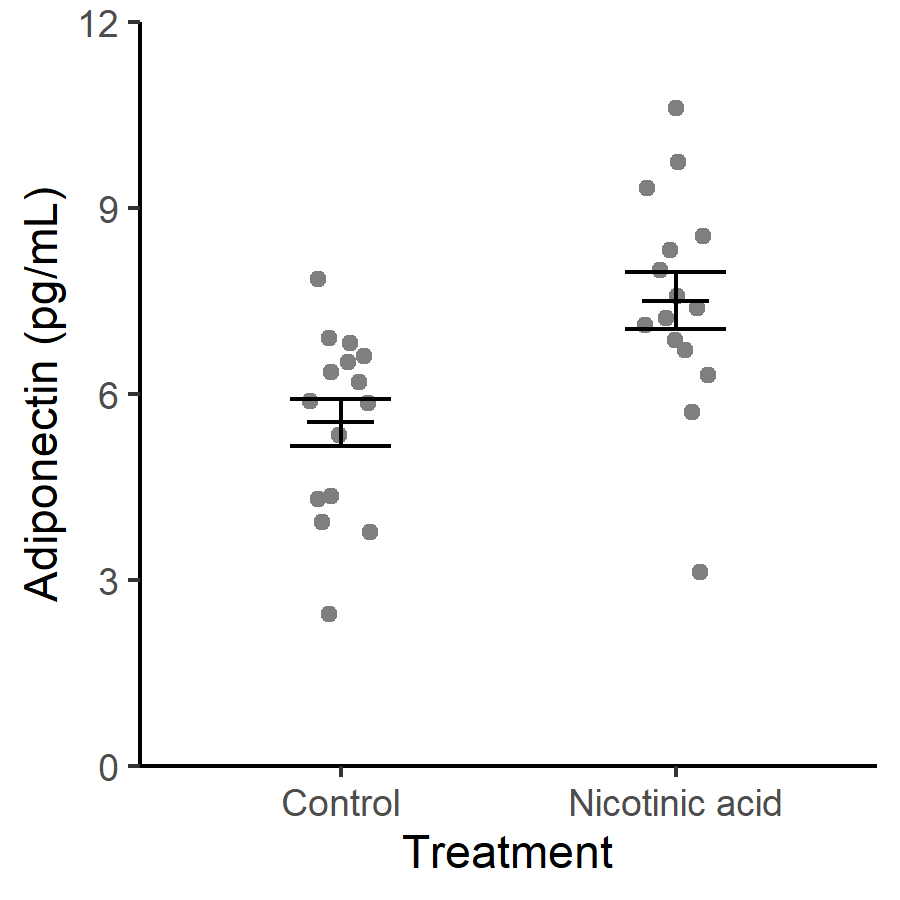 Adiponectin (pg/mL)
12
9
6
3
0
Control
Nicotinic acid
Treatment